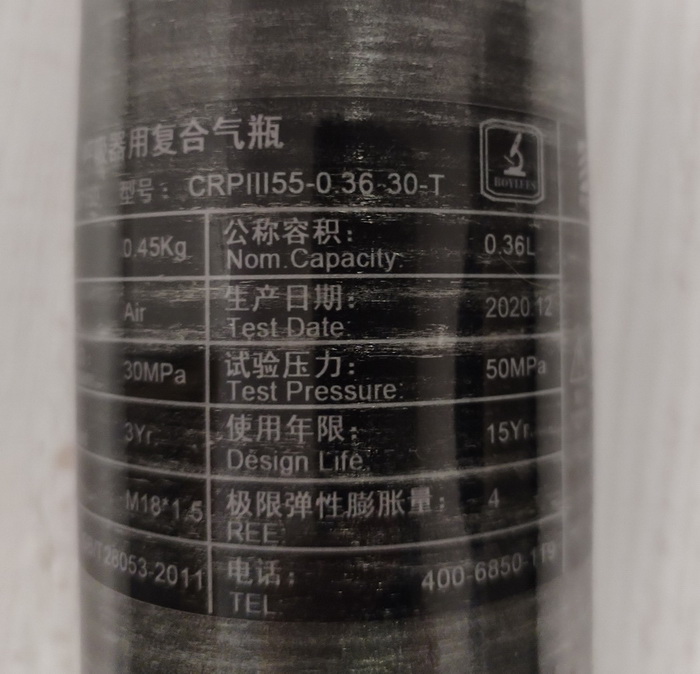 器用复合气瓶
型号： CRPIII55-0.36-30-T
ROYLEES
0.45Kg 公称容积： 0.36L
Nom.Capacity:
Air 生产日期： 2020.12
Test Date:
30MPa 试验压力： 50MPa
Test Pressure:
3Yr. 使用年限： 15Yr.
Design Life:
M18*1.5 极限弹性膨胀量： 4
REE:
T28053-2011 电话： 400-6850-119
TEL: